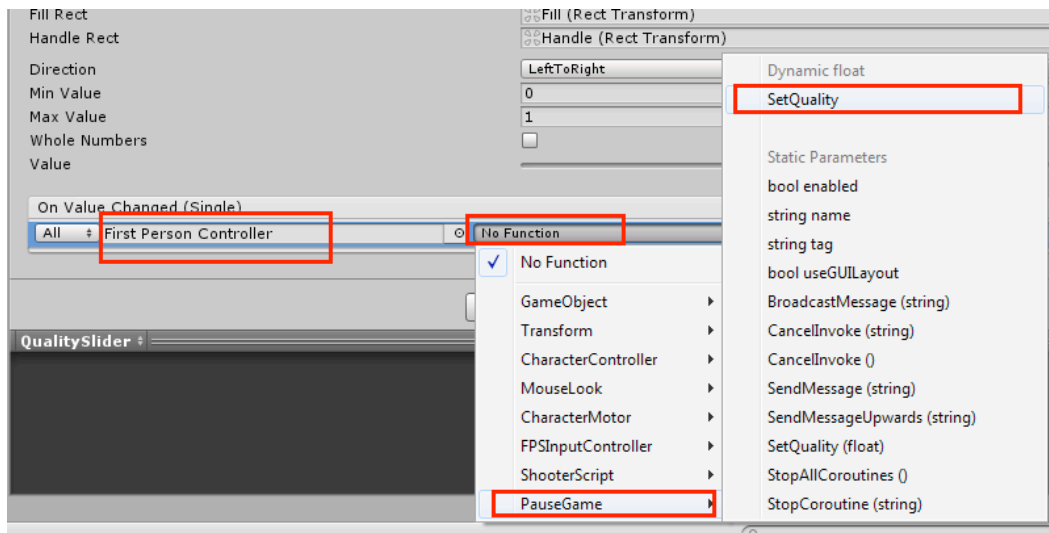 Fill Rect
Fill (Rect Transform)
Handle Rect
Handle (Rect Transform)
Direction
LeftToRight
Min Value
0
Max Value
1
Whole Numbers
Value
On Value Changed (Single)
All
First Person Controller
No Function
No Function
GameObject
Transform
CharacterController
MouseLook
CharacterMotor
FPSInputController
ShooterScript
PauseGame
Dynamic float
SetQuality
Static Parameters
bool enabled
string name
string tag
bool useGUILayout
BroadcastMessage (string)
CancelInvoke (string)
CancelInvoke ()
SendMessage (string)
SendMessageUpwards (string)
SetQuality (float)
StopAllCoroutines ()
StopCoroutine (string)
QualitySlider